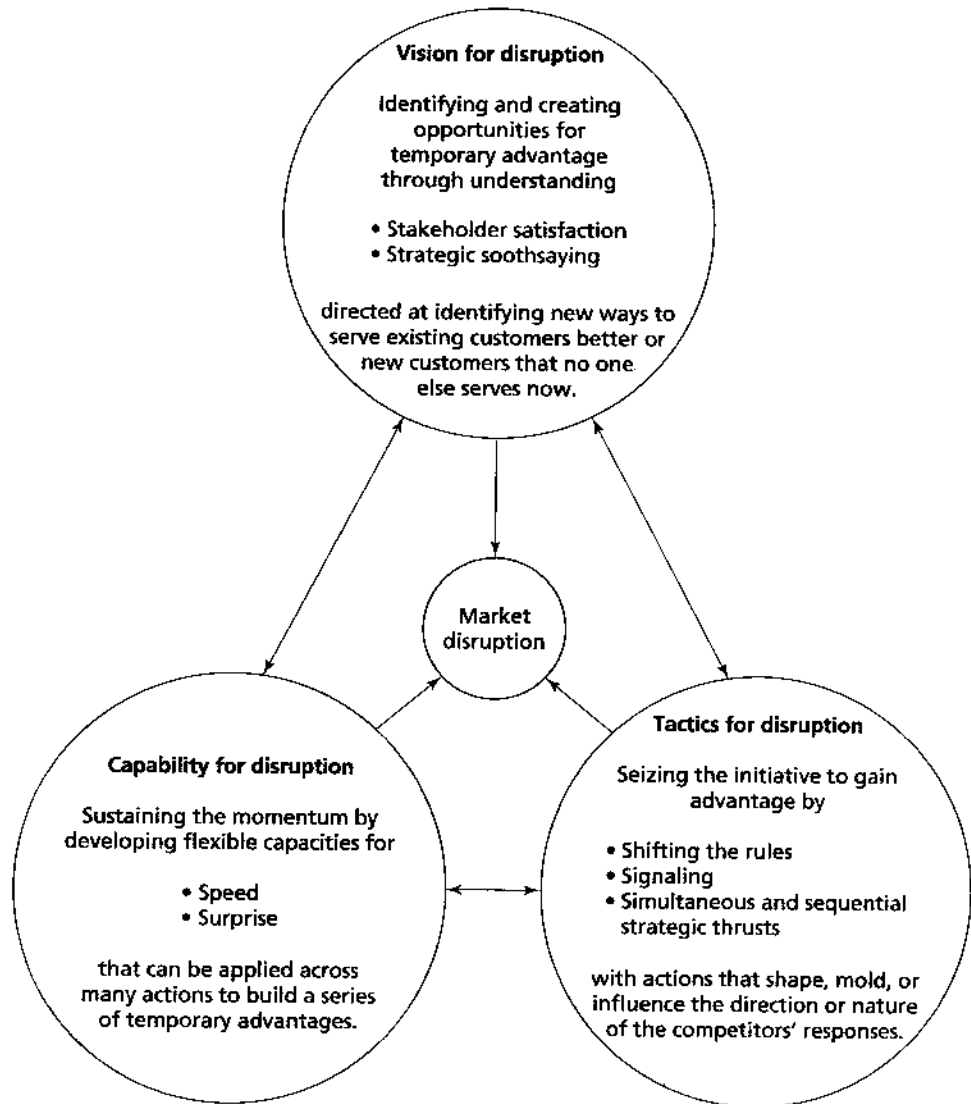 Vision for disruption
Identifying and creating
opportunities for
temporary advantage
through understanding
• Stakeholder satisfaction
• Strategic soothsaying
directed at identifying new ways to
serve existing customers better or
new customers that no one
else serves now.
Market
disruption
Capability for disruption
Sustaining the momentum by
developing flexible capacities for
• Speed
• Surprise
that can be applied across
many actions to build a series
of temporary advantages.
Tactics for disruption
Seizing the initiative to gain
advantage by
• Shifting the rules
• Signaling
• Simultaneous and sequential
strategic thrusts
with actions that shape, mold, or
influence the direction or nature
of the competitors' responses.